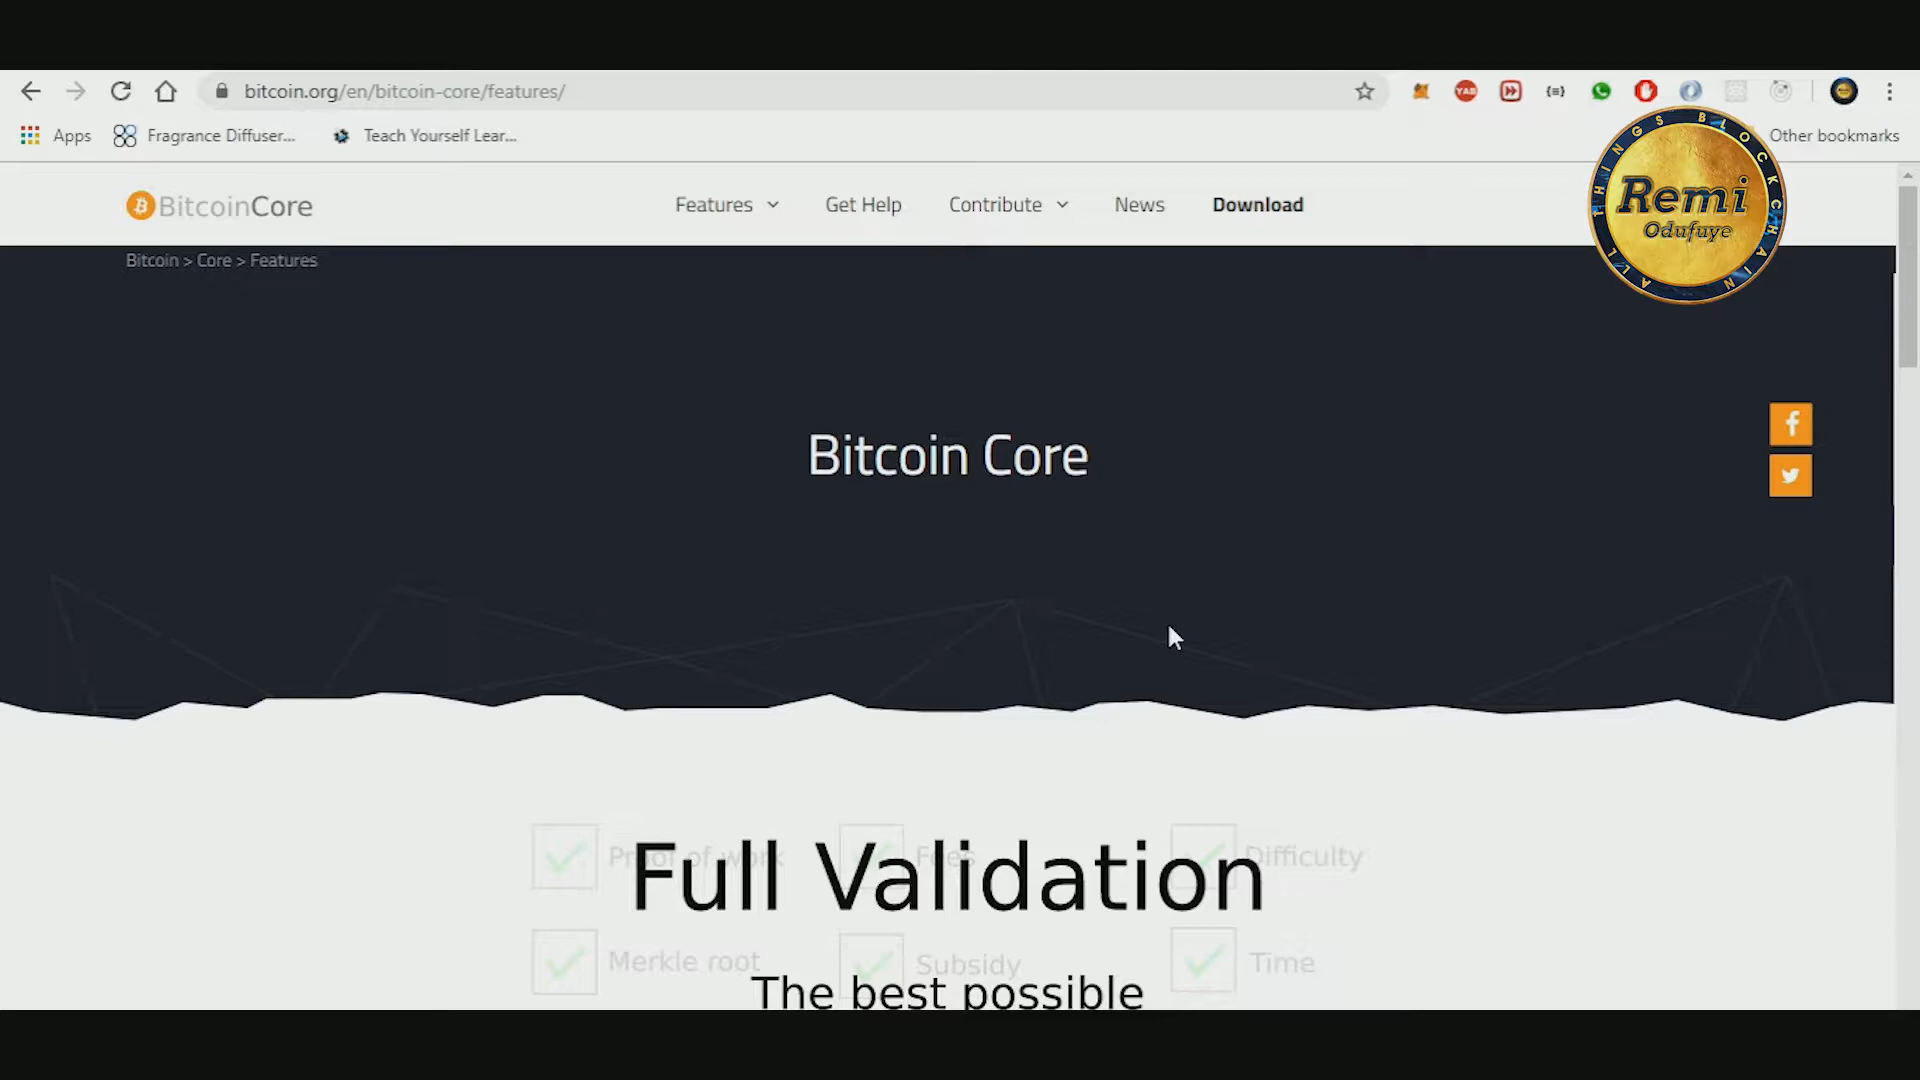 bitcoin.org/en/bitcoin-core/features/
YAB
Apps
Fragrance Diffuser...
Teach Yourself Lear...
Other bookmarks
BitcoinCore
Features
Get Help
Contribute
News
Download
ALL THINGS BLOCKCHAIN
Remi
Odufuye
Bitcoin > Core > Features
Bitcoin Core
Proof of work
Fees
Difficulty
Full Validation
Merkle root
Subsidy
Time
The best possible